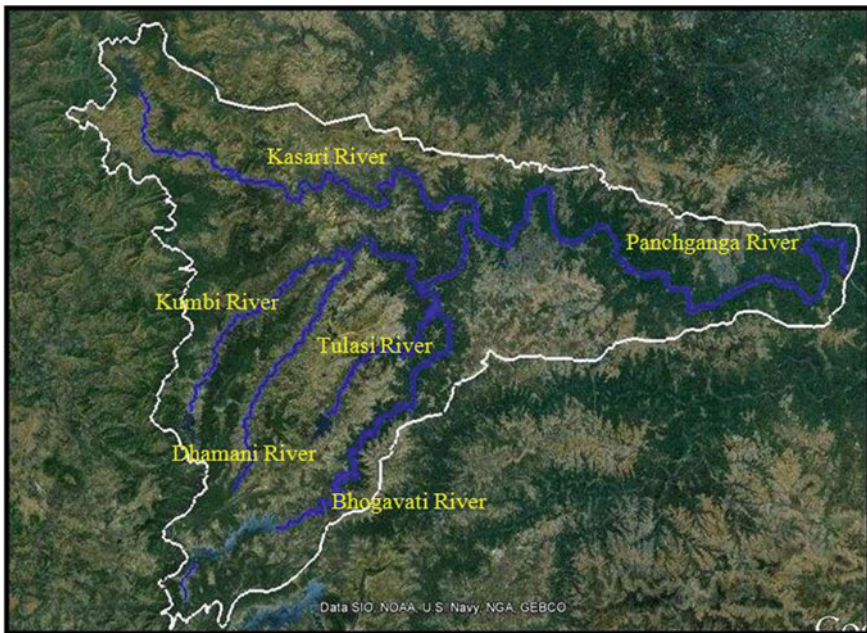 Kasari River
Panchganga River
Kumbi River
Tulasi River
Dhamani River
Bhogavati River
Data SIO, NOAA, U.S. Navy, NGA, GEBCO